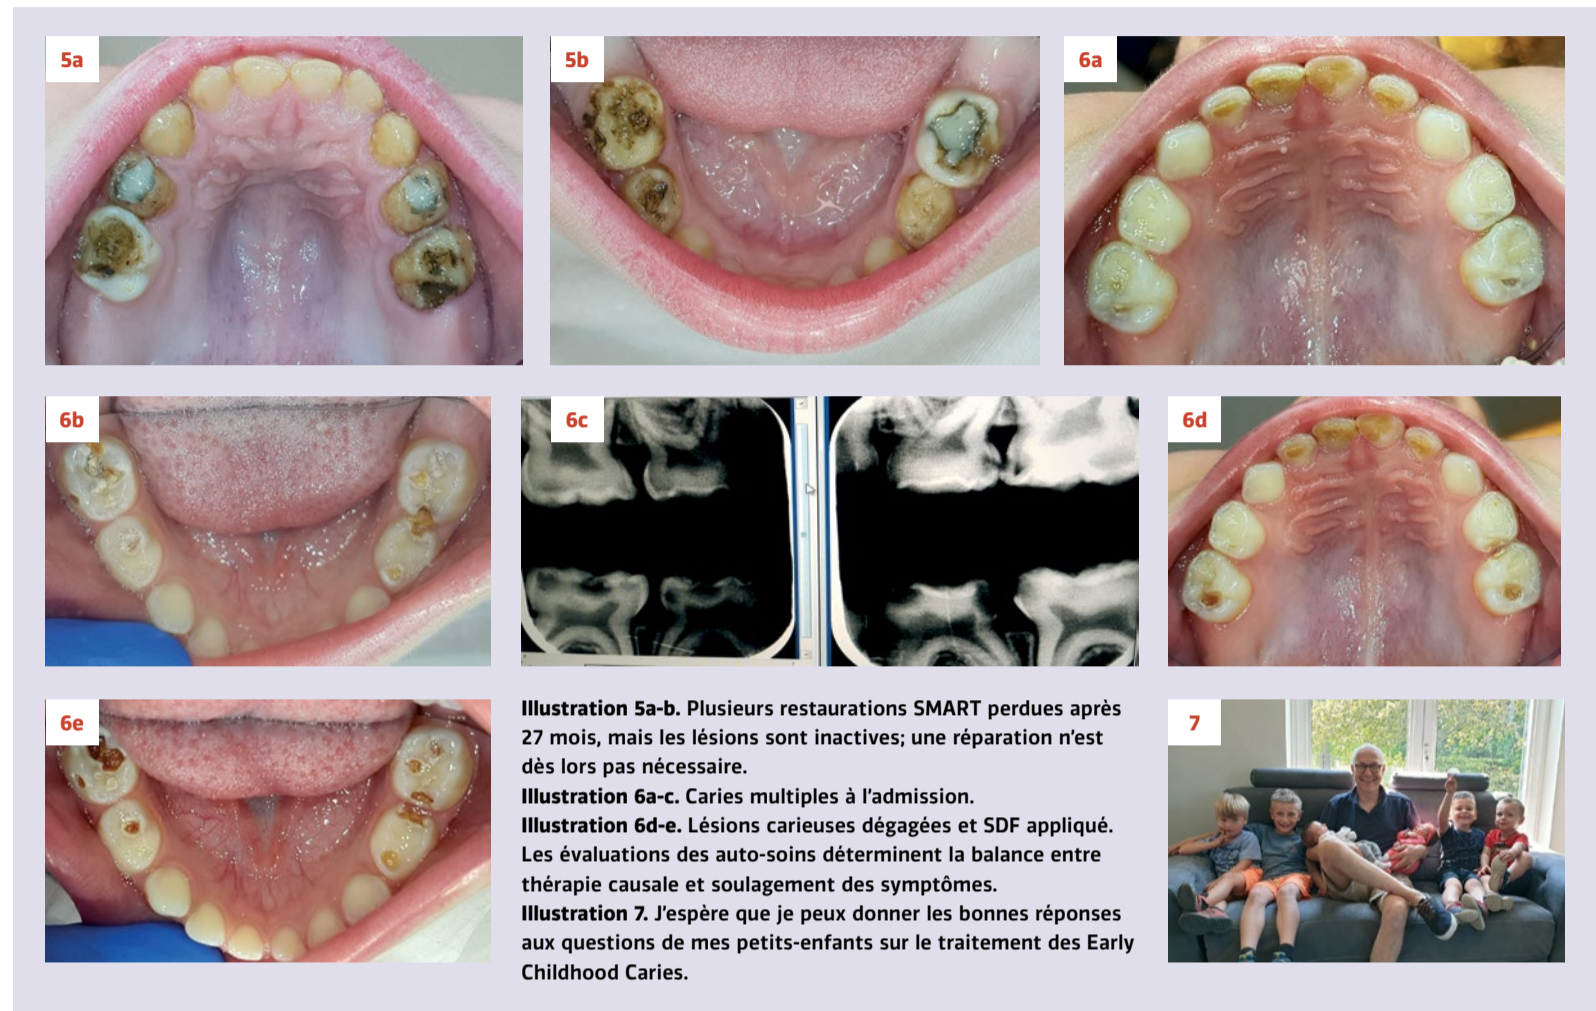 5a
5b
6a
6b
6c
6d
6e
Illustration 5a-b. Plusieurs restaurations SMART perdues après
27 mois, mais les lésions sont inactives; une réparation n'est
dès lors pas nécessaire.
Illustration 6a-c. Caries multiples à l'admission.
Illustration 6d-e. Lésions carieuses dégagées et SDF appliqué.
Les évaluations des auto-soins déterminent la balance entre
thérapie causale et soulagement des symptômes.
Illustration 7. J'espère que je peux donner les bonnes réponses
aux questions de mes petits-enfants sur le traitement des Early
Childhood Caries.
7